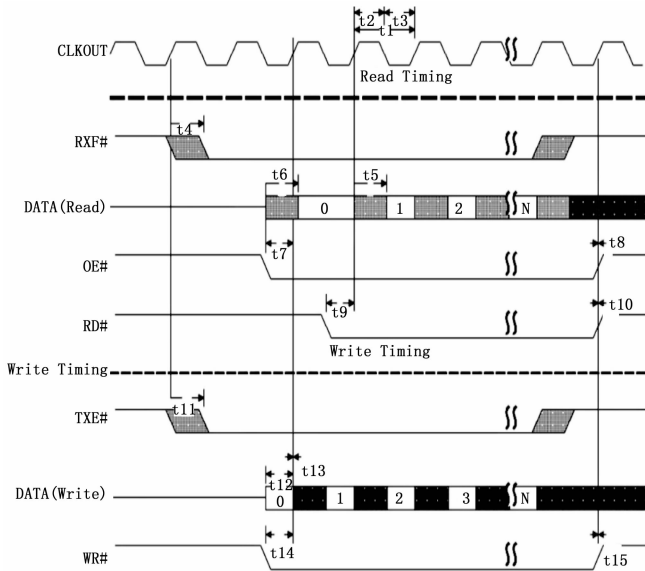 t2 t3
t1
CLKOUT
Read Timing
t4
RXF#
t6 t5
DATA(Read) 0 1 2 N
t7 t8
OE#
t9 t10
RD#
Write Timing
Write Timing
t11
TXE#
t13
t12
DATA(Write) 0 1 2 3 N
t14 t15
WR#